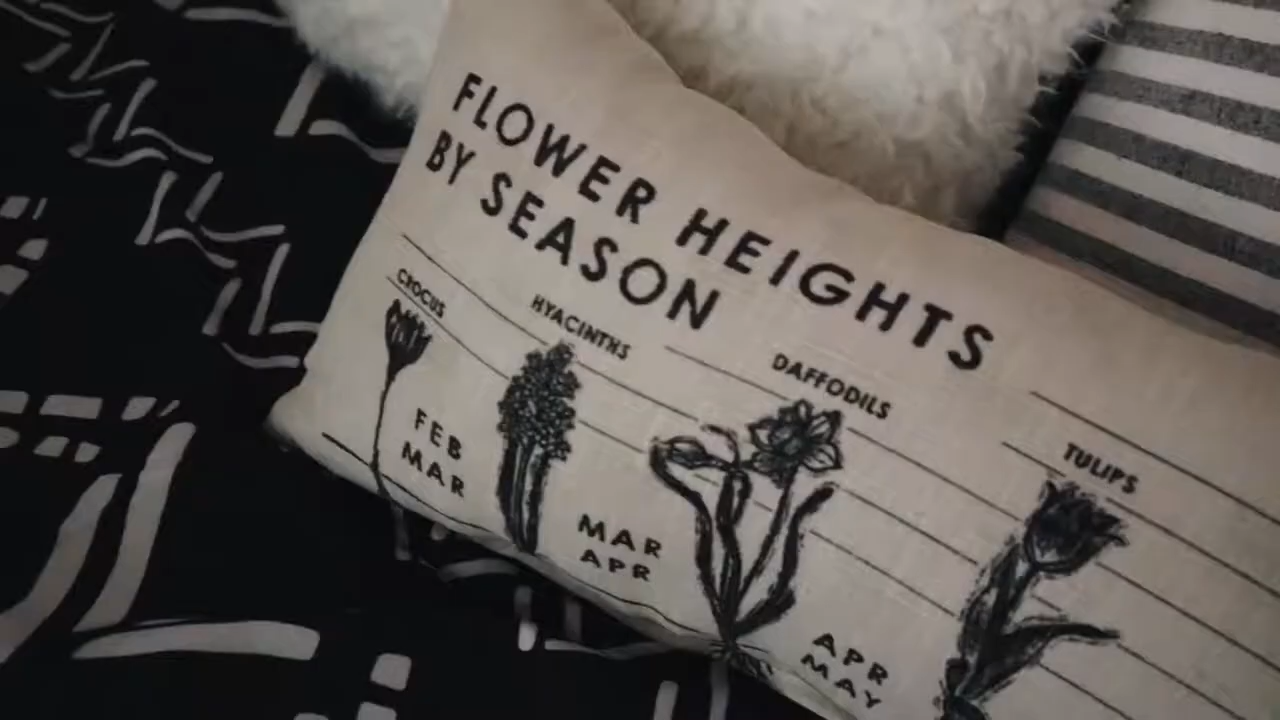 FLOWER HEIGHTS
BY SEASON
CROCUS
HYACINTHS
DAFFODILS
TULIPS
FEB
MAR
MAR
APR
APR
MAY